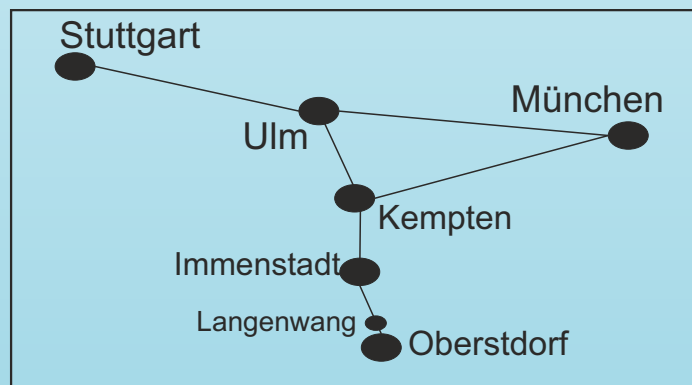 Stuttgart
München
Ulm
Kempten
Immenstadt
Langenwang
Oberstdorf